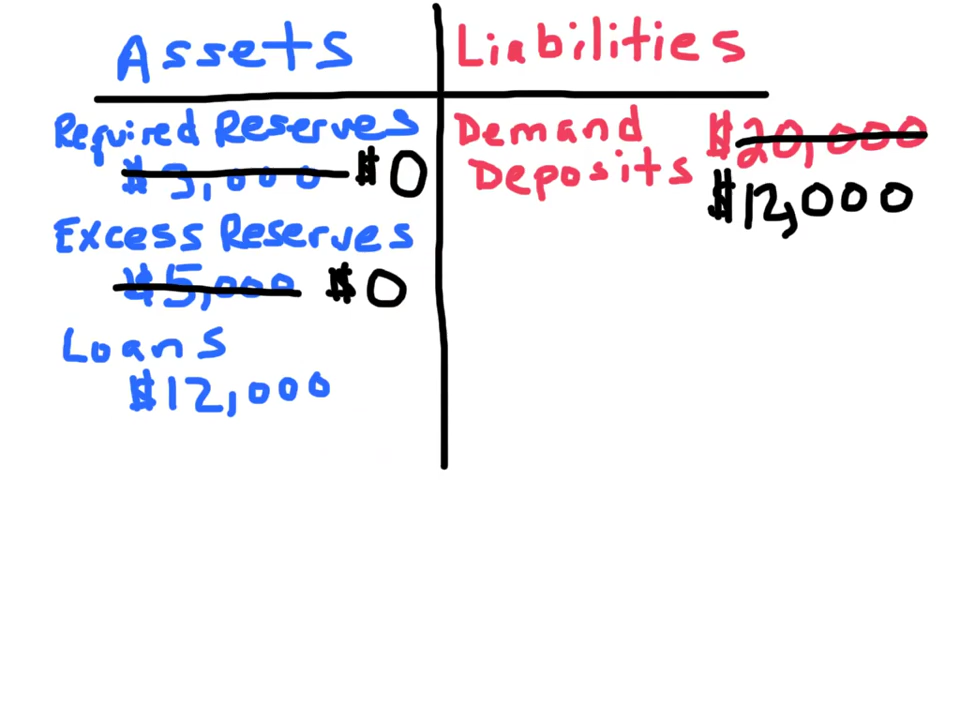 Assets
Required Reserves
$3,000 $0
Excess Reserves
$5,000 $0
Loans
$12,000
Liabilities
Demand $20,000
Deposits $12,000